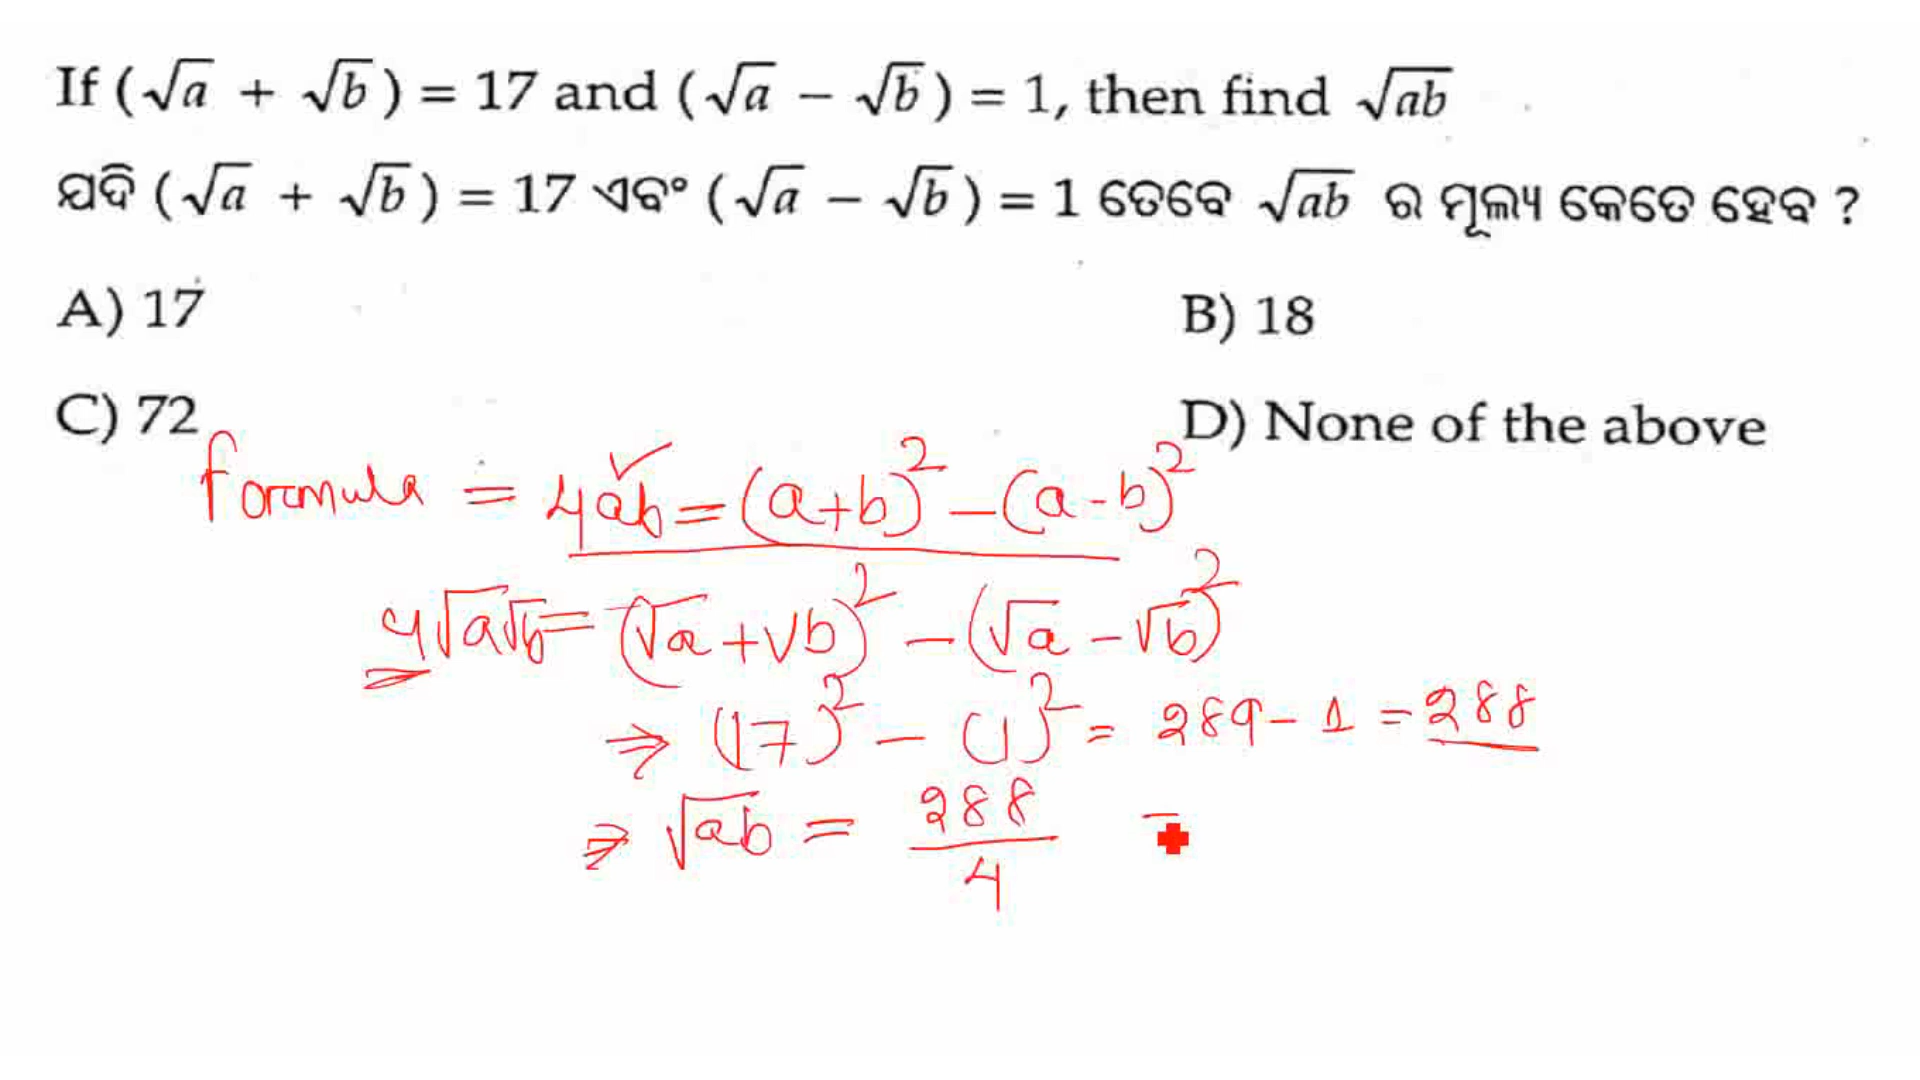 If (√a + √b) = 17 and (√a − √b) = 1, then find √ab
ଯଦି (√a + √b) = 17 ଏବଂ (√a − √b) = 1 ତେବେ √ab ର ମୂଲ୍ୟ କେତେ ହେବ ?
A) 17
B) 18
C) 72
D) None of the above
formula = 4ab = (a+b)² − (a-b)²
4√a√b = (√a + √b)² − (√a − √b)²
⇒ (17)² − (1)² = 289 − 1 = 288
⇒ √ab = 288/4